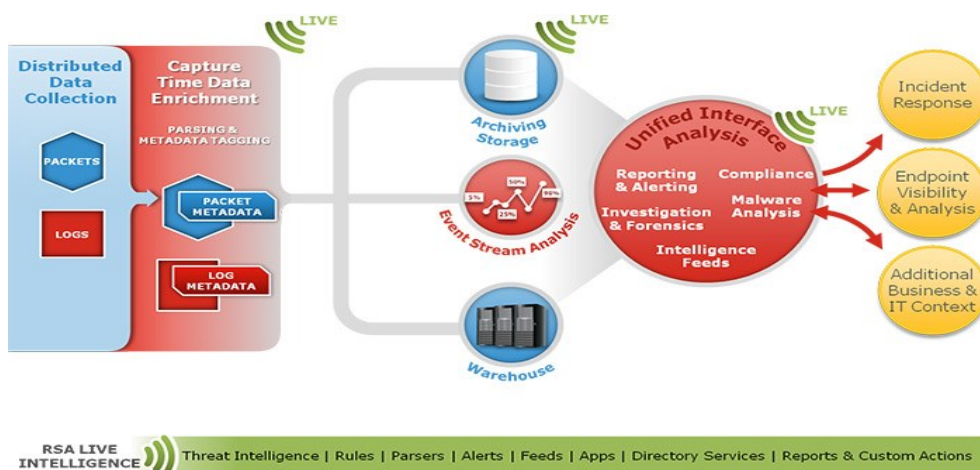 LIVE
LIVE
Distributed
Data
Collection
PACKETS
LOGS
Capture
Time Data
Enrichment
PARSING &
METADATA TAGGING
PACKET
METADATA
LOG
METADATA
Archiving
Storage
5%
25%
50%
90%
Event Stream Analysis
Warehouse
LIVE
Unified Interface
Analysis
Reporting
& Alerting
Compliance
Investigation
& Forensics
Malware
Analysis
Intelligence
Feeds
Incident
Response
Endpoint
Visibility
& Analysis
Additional
Business &
IT Context
RSA LIVE
INTELLIGENCE
Threat Intelligence | Rules | Parsers | Alerts | Feeds | Apps | Directory Services | Reports & Custom Actions